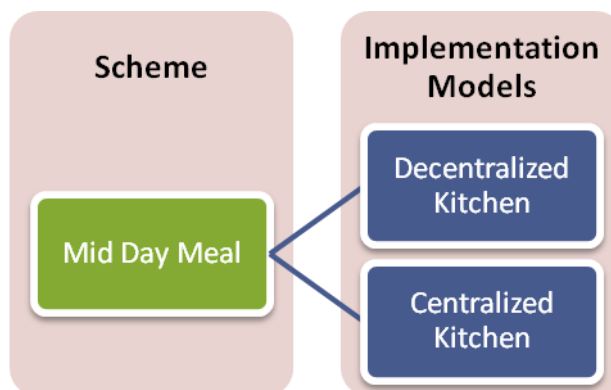 Scheme
Mid Day Meal
Implementation
Models
Decentralized
Kitchen
Centralized
Kitchen